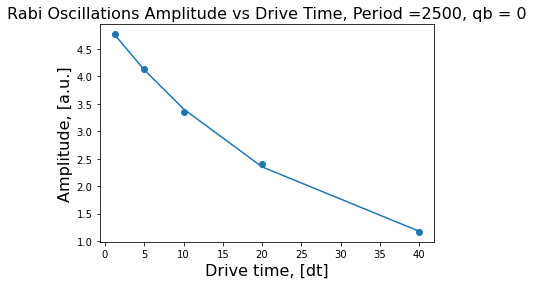 Rabi Oscillations Amplitude vs Drive Time, Period =2500, qb = 0
Amplitude, [a.u.]
4.5
4.0
3.5
3.0
2.5
2.0
1.5
1.0
0 5 10 15 20 25 30 35 40
Drive time, [dt]